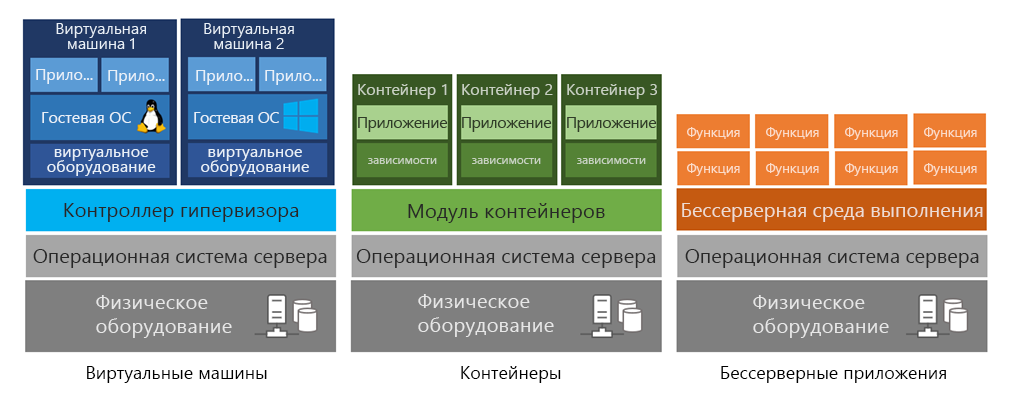 Виртуальная
машина 1
Прило...
Прило...
Гостевая ОС
виртуальное
оборудование
Виртуальная
машина 2
Прило...
Прило...
Гостевая ОС
виртуальное
оборудование
Контроллер гипервизора
Операционная система сервера
Физическое
оборудование
Виртуальные машины
Контейнер 1
Приложение
зависимости
Контейнер 2
Приложение
зависимости
Контейнер 3
Приложение
зависимости
Модуль контейнеров
Операционная система сервера
Физическое
оборудование
Контейнеры
Функция
Функция
Функция
Функция
Функция
Функция
Функция
Функция
Бессерверная среда выполнения
Операционная система сервера
Физическое
оборудование
Бессерверные приложения